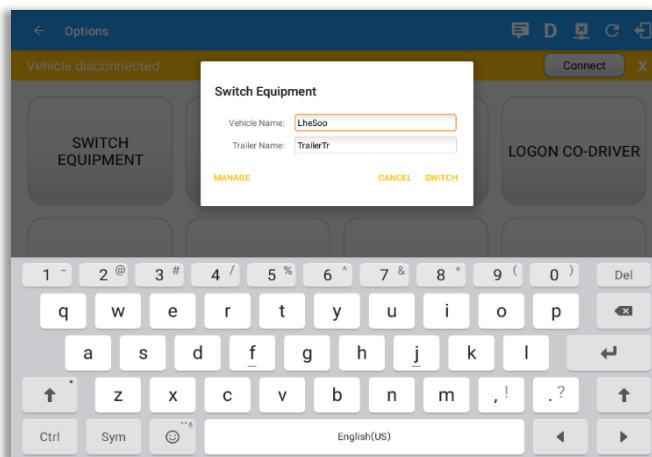 Options
D
Vehicle disconnected
Connect X
Switch Equipment
Vehicle Name: LheSoo
Trailer Name: TrailerTr
MANAGE CANCEL SWITCH
SWITCH
EQUIPMENT
LOGON CO-DRIVER
1 - 2 @ 3 # 4 / 5 % 6 ^ 7 & 8 * 9 ( 0 ) Del
q w e r t y u i o p
a s d f g h j k l
z x c v b n m , ! . ?
Ctrl Sym English(US)